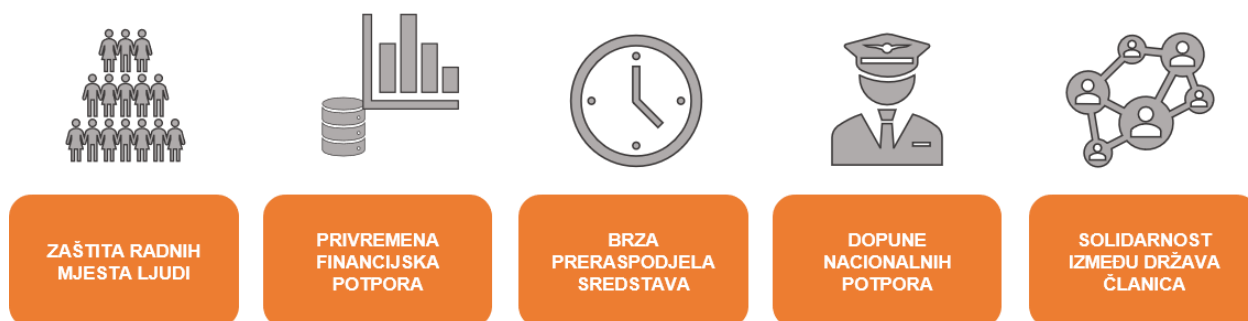 ZAŠTITA RADNIH
MJESTA LJUDI
PRIVREMENA
FINANCIJSKA
POTPORA
BRZA
PRERASPODJELA
SREDSTAVA
DOPUNE
NACIONALNIH
POTPORA
SOLIDARNOST
IZMEĐU DRŽAVA
ČLANICA